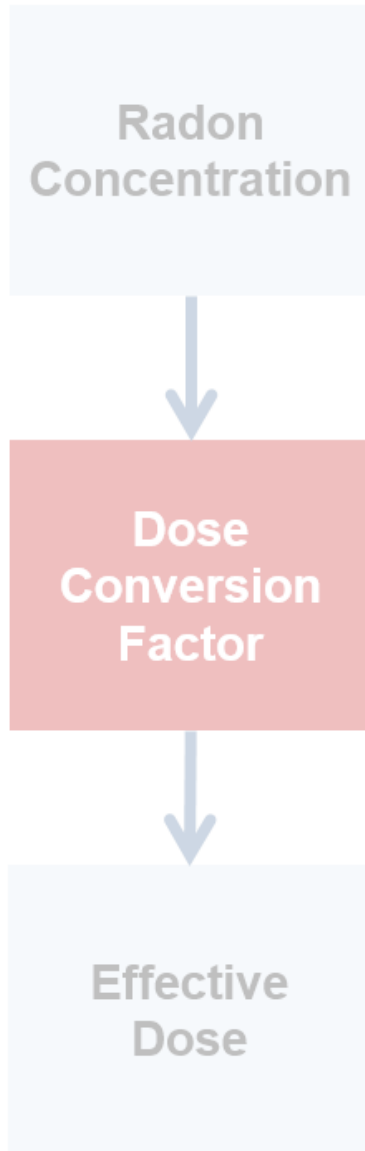 Radon
Concentration
Dose
Conversion
Factor
Effective
Dose